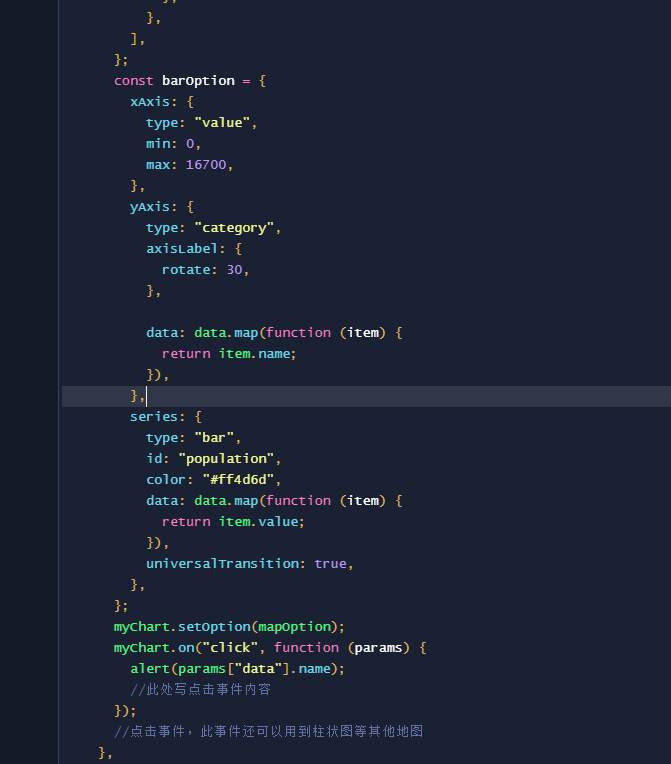 },
],
};
const barOption = {
xAxis: {
type: "value",
min: 0,
max: 16700,
},
yAxis: {
type: "category",
axisLabel: {
rotate: 30,
},
data: data.map(function (item) {
return item.name;
}),
},
series: {
type: "bar",
id: "population",
color: "#ff4d6d",
data: data.map(function (item) {
return item.value;
}),
universalTransition: true,
},
};
myChart.setOption(mapOption);
myChart.on("click", function (params) {
alert(params["data"].name);
//此处写点击事件内容
});
//点击事件，此事件还可以用到柱状图等其他地图
},